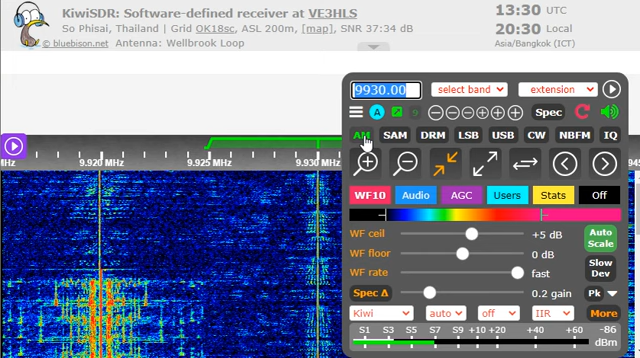 KiwiSDR: Software-defined receiver at VE3HLS
So Phisai, Thailand | Grid OK18sc, ASL 200m, [map], SNR 37:34 dB
© bluebison.net Antenna: Wellbrook Loop
13:30 UTC
20:30 Local
Asia/Bangkok (ICT)
9930.00 select band extension
A 9 Spec
AM SAM DRM LSB USB CW NBFM IQ
MHz 9.920 MHz 9.925 MHz 9.930 MHz 945
WF10 Audio AGC Users Stats Off
WF ceil +5 dB Auto Scale
WF floor 0 dB
WF rate fast Slow Dev
Spec Δ 0.2 gain Pk
Kiwi auto off IIR More
S1 S3 S5 S7 S9 +10 +20 +40 +60 -86 dBm